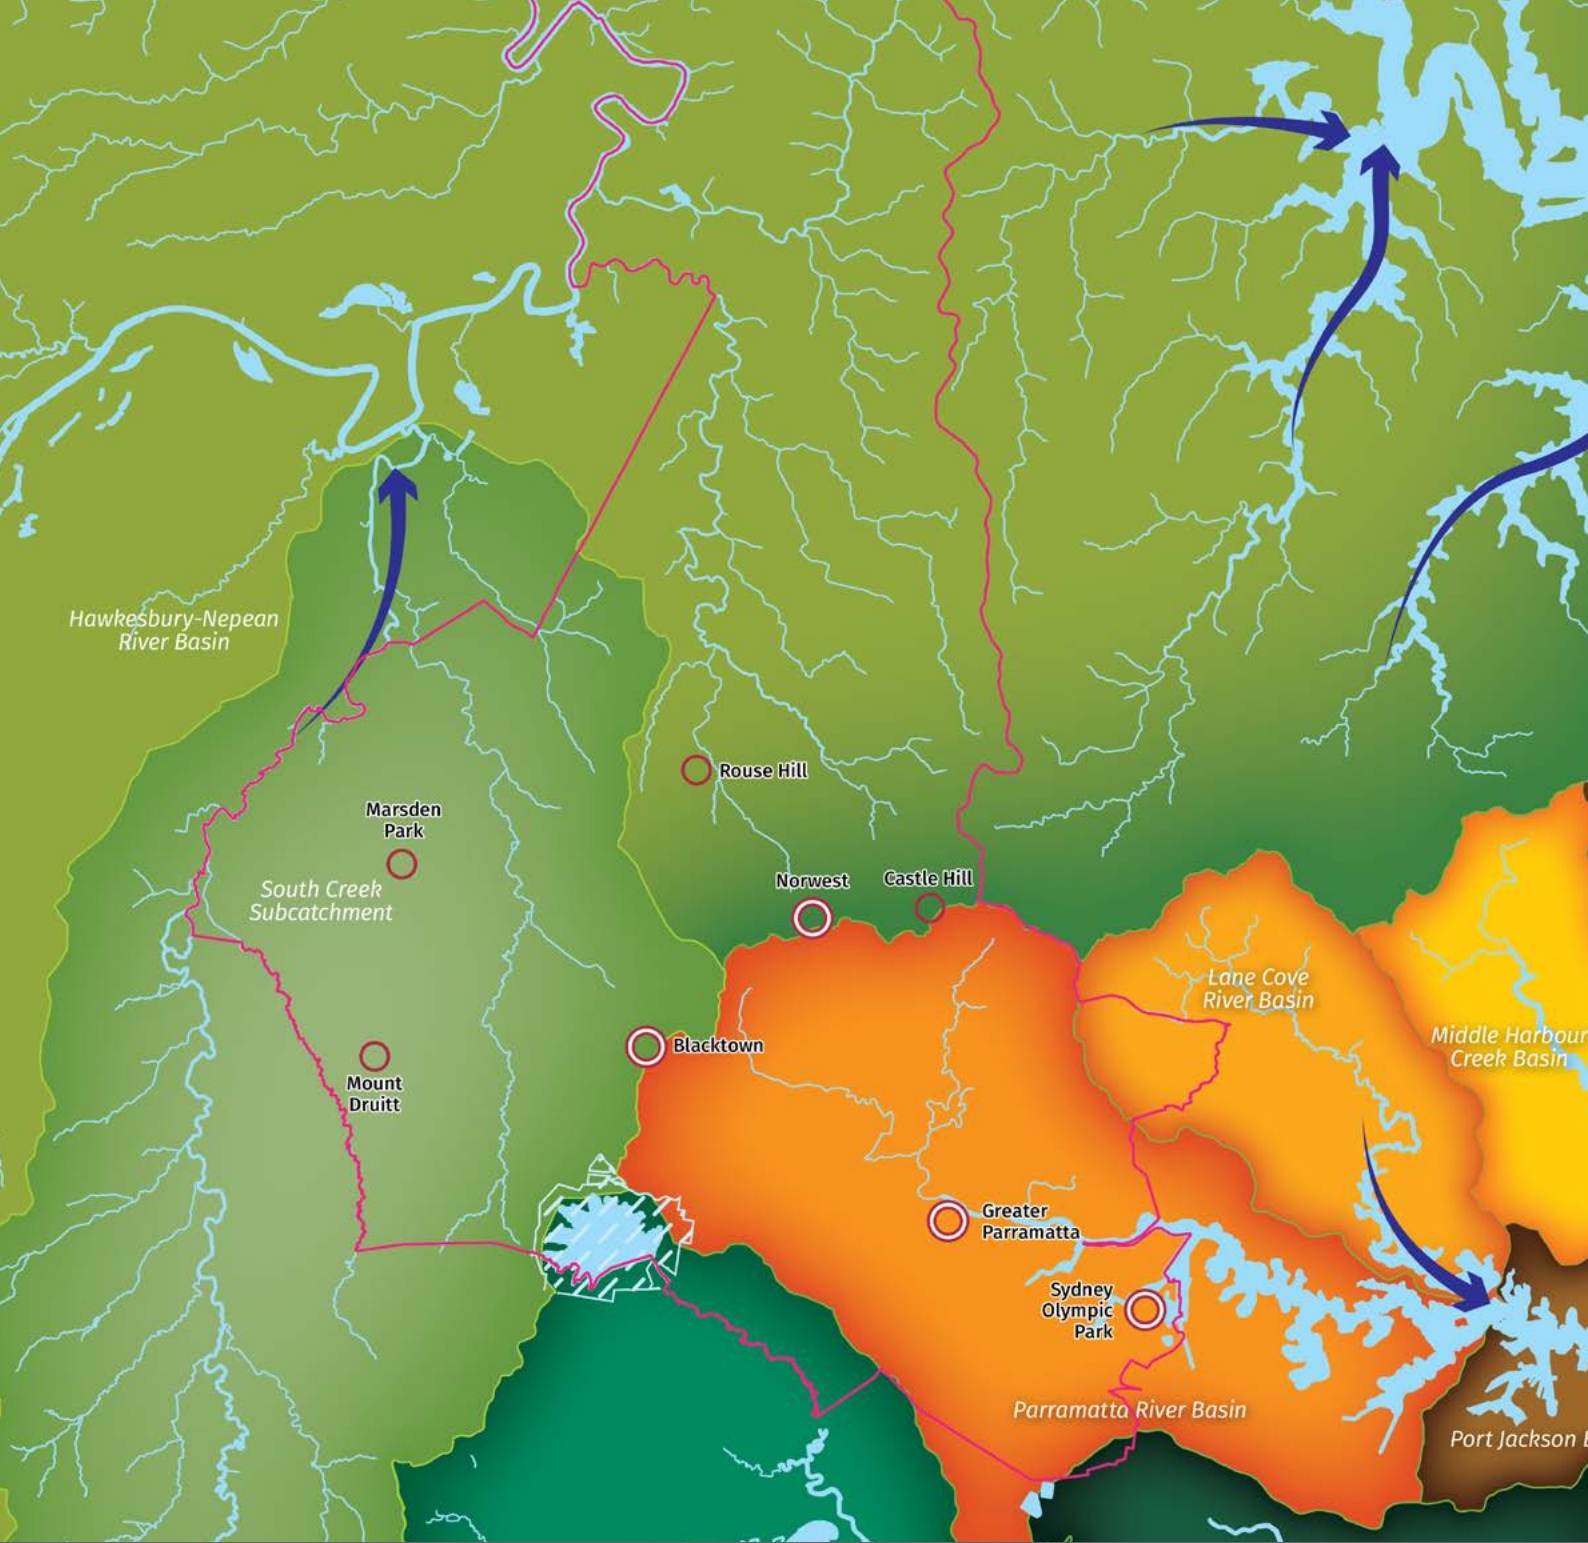 Hawkesbury-Nepean
River Basin
Rouse Hill
Marsden
Park
South Creek
Subcatchment
Norwest
Castle Hill
Lane Cove
River Basin
Middle Harbour
Creek Basin
Blacktown
Mount
Druitt
Greater
Parramatta
Sydney
Olympic
Park
Parramatta River Basin
Port Jackson